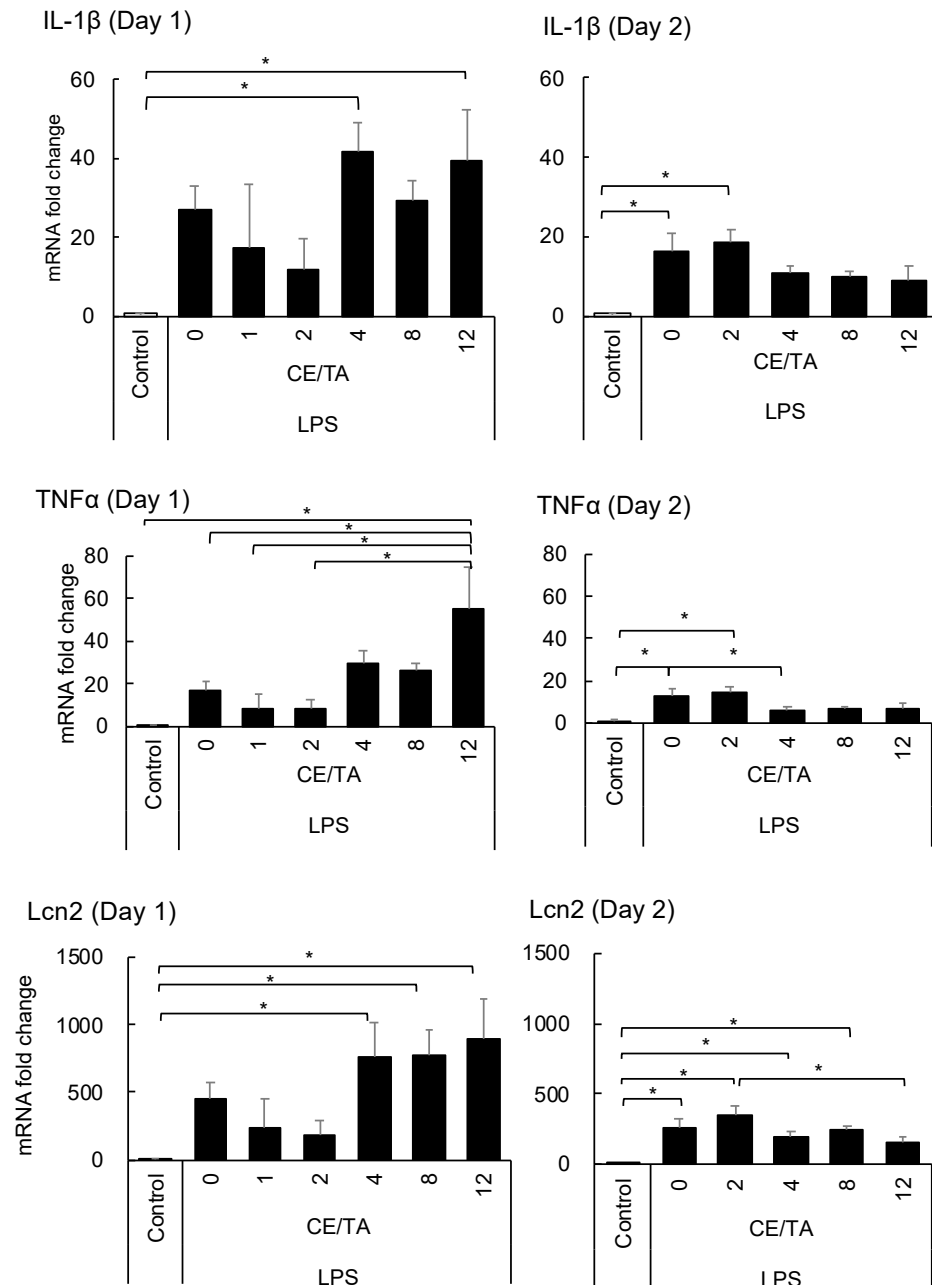 IL-1β (Day 1)
mRNA fold change
60
40
20
0
*
*
Control
0
1
2
4
8
12
CE/TA
LPS
IL-1β (Day 2)
60
40
20
0
*
*
Control
0
2
4
8
12
CE/TA
LPS
TNFα (Day 1)
mRNA fold change
80
60
40
20
0
*
*
*
*
Control
0
1
2
4
8
12
CE/TA
LPS
TNFα (Day 2)
80
60
40
20
0
*
*
*
Control
0
2
4
8
12
CE/TA
LPS
Lcn2 (Day 1)
mRNA fold change
1500
1000
500
0
*
*
*
Control
0
1
2
4
8
12
CE/TA
LPS
Lcn2 (Day 2)
1500
1000
500
0
*
*
*
*
*
Control
0
2
4
8
12
CE/TA
LPS